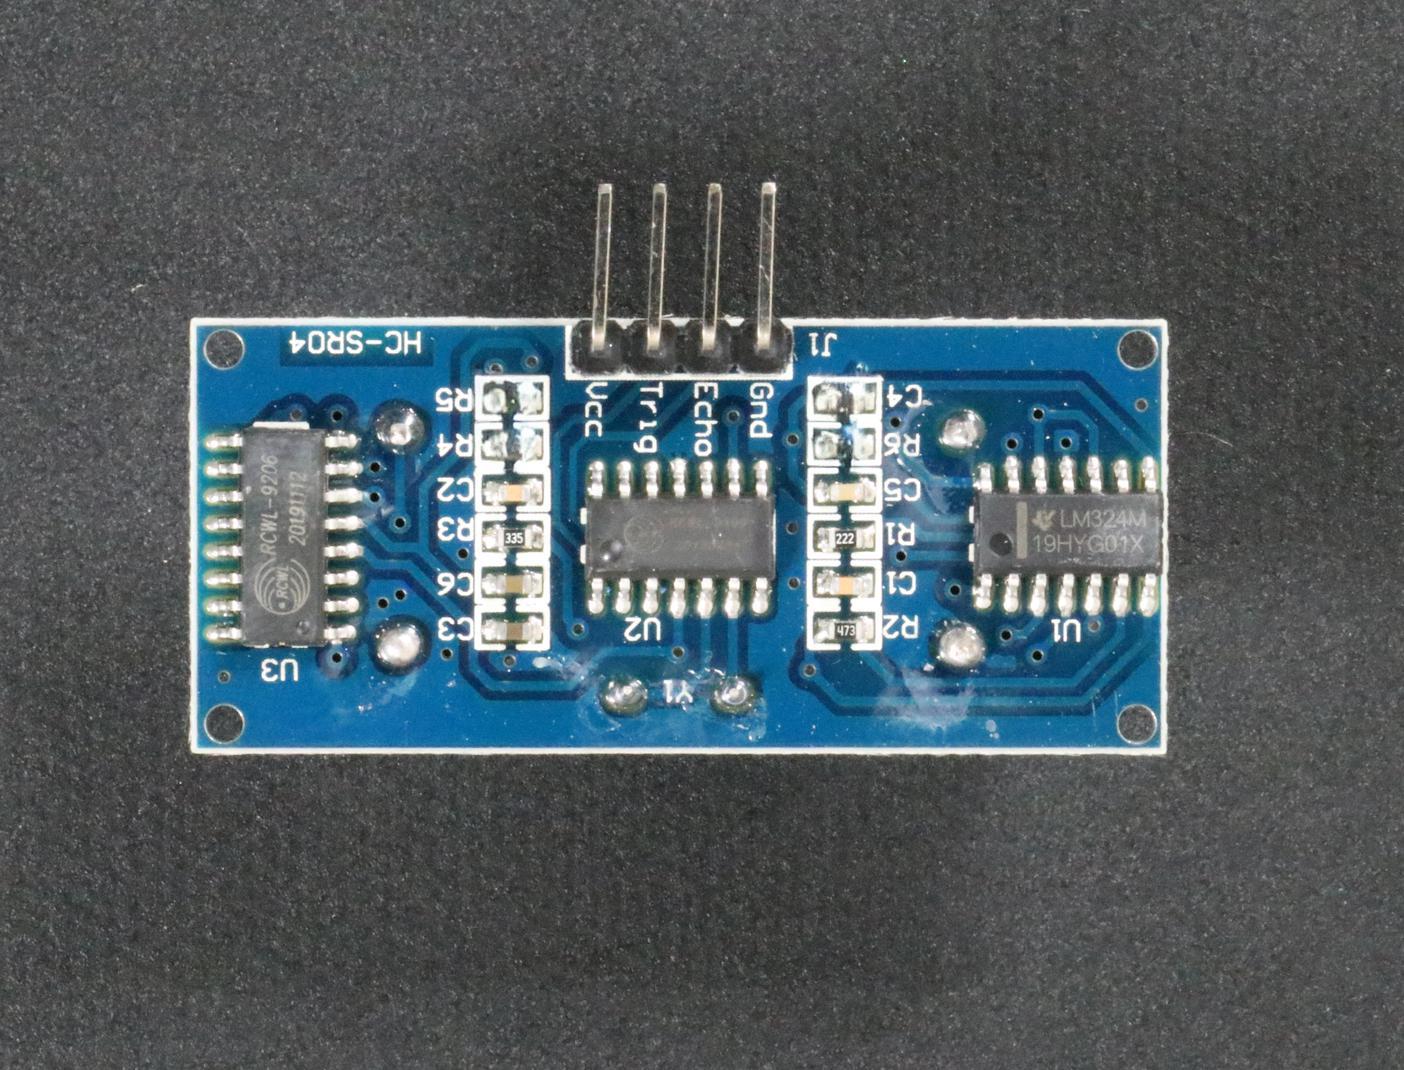 HC-SR04
J1
Vcc
Trig
Echo
Gnd
R5
R4
C2
R3
C6
C3
335
C4
R6
C5
R1
C1
R2
222
473
RCWL-9206
20191112
RCWL
U3
U2
Y1
LM324M
19HYG01X
U1